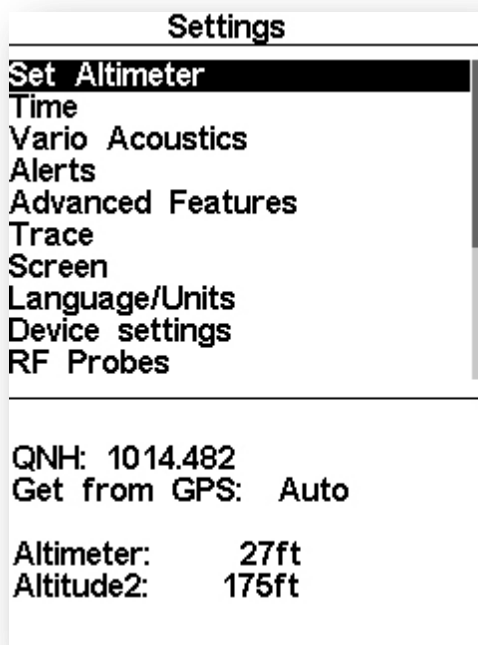 Settings
Set Altimeter
Time
Vario Acoustics
Alerts
Advanced Features
Trace
Screen
Language/Units
Device settings
RF Probes
QNH: 1014.482
Get from GPS: Auto
Altimeter: 27ft
Altitude2: 175ft